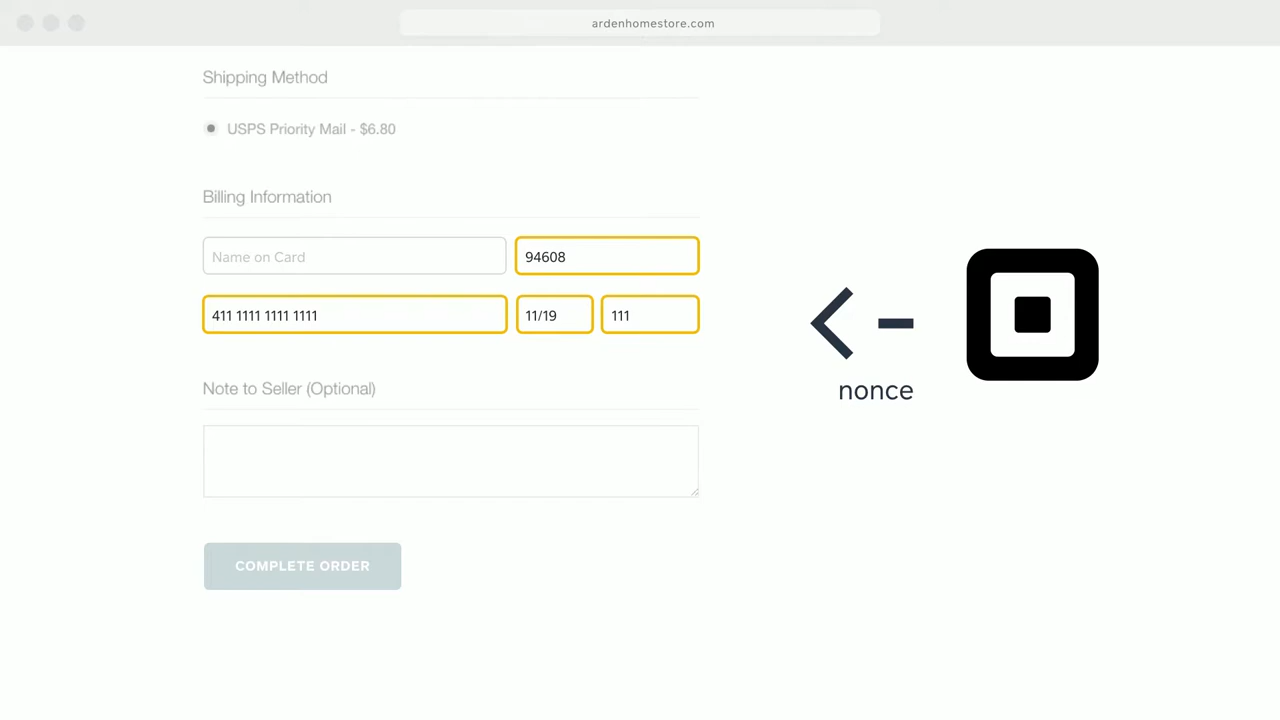 ardenhomestore.com
Shipping Method
USPS Priority Mail - $6.80
Billing Information
Name on Card
94608
411 1111 1111 1111
11/19
111
nonce
Note to Seller (Optional)
COMPLETE ORDER